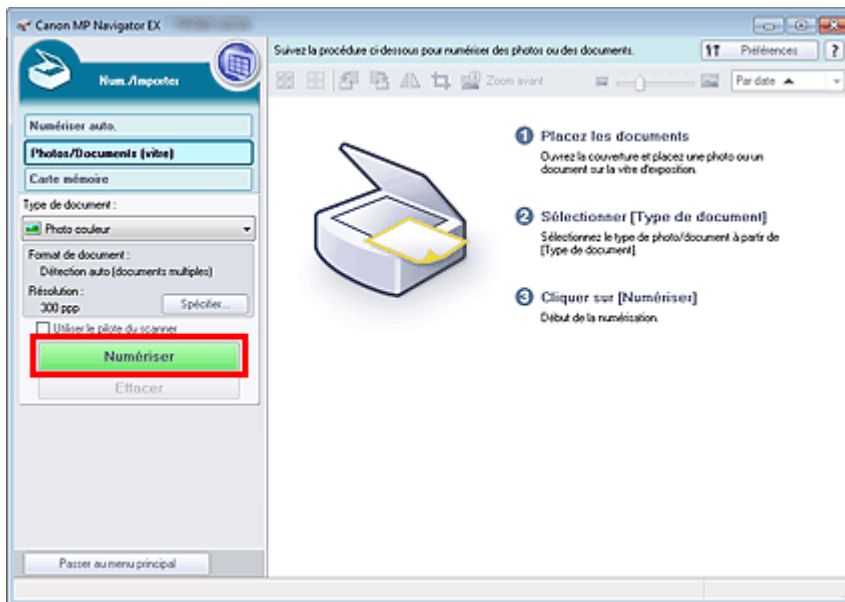 Canon MP Navigator EX
Num./Importer
Suivez la procédure ci-dessous pour numériser des photos ou des documents.
Préférences
?
Zoom avant
Par date
Numériser auto.
Photos/Documents (vitre)
Carte mémoire
Type de document :
Photo couleur
Format de document :
Détection auto (documents multiples)
Résolution :
300 ppp
Spécifier...
Utiliser le pilote du scanner
Numériser
Effacer
Passer au menu principal
1 Placez les documents
Ouvrez la couverture et placez une photo ou un
document sur la vitre d'exposition.
2 Sélectionner [Type de document]
Sélectionnez le type de photo/document à partir de
[Type de document].
3 Cliquer sur [Numériser]
Début de la numérisation.